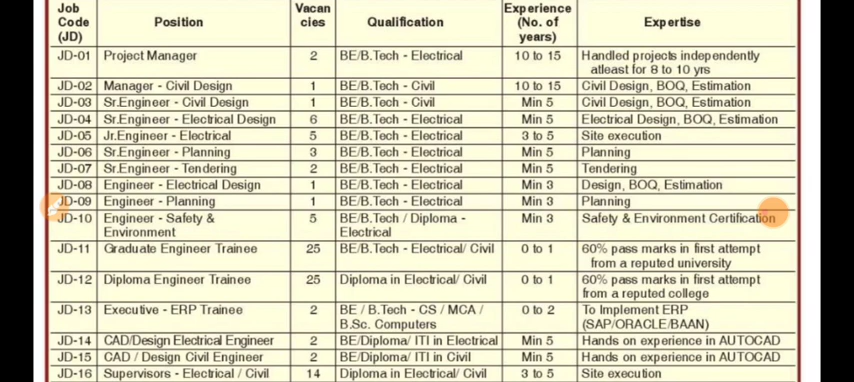 Job Code (JD) Position Vacan cies Qualification Experience (No. of years) Expertise
JD-01 Project Manager 2 BE/B.Tech - Electrical 10 to 15 Handled projects independently
atleast for 8 to 10 yrs
JD-02 Manager - Civil Design 1 BE/B.Tech - Civil 10 to 15 Civil Design, BOQ, Estimation
JD-03 Sr.Engineer - Civil Design 1 BE/B.Tech - Civil Min 5 Civil Design, BOQ, Estimation
JD-04 Sr.Engineer - Electrical Design 6 BE/B.Tech - Electrical Min 5 Electrical Design, BOQ, Estimation
JD-05 Jr.Engineer - Electrical 5 BE/B.Tech - Electrical 3 to 5 Site execution
JD-06 Sr.Engineer - Planning 3 BE/B.Tech - Electrical Min 5 Planning
JD-07 Sr.Engineer - Tendering 2 BE/B.Tech - Electrical Min 5 Tendering
JD-08 Engineer - Electrical Design 1 BE/B.Tech - Electrical Min 3 Design, BOQ, Estimation
JD-09 Engineer - Planning 1 BE/B.Tech - Electrical Min 3 Planning
JD-10 Engineer - Safety & 5 BE/B.Tech / Diploma - Min 3 Safety & Environment Certification
Environment Electrical
JD-11 Graduate Engineer Trainee 25 BE/B.Tech - Electrical/ Civil 0 to 1 60% pass marks in first attempt
from a reputed university
JD-12 Diploma Engineer Trainee 25 Diploma in Electrical/ Civil 0 to 1 60% pass marks in first attempt
from a reputed college
JD-13 Executive - ERP Trainee 2 BE / B.Tech - CS / MCA / 0 to 2 To Implement ERP
B.Sc. Computers (SAP/ORACLE/BAAN)
JD-14 CAD/Design Electrical Engineer 2 BE/Diploma/ ITI in Electrical Min 5 Hands on experience in AUTOCAD
JD-15 CAD / Design Civil Engineer 2 BE/Diploma/ ITI in Civil Min 5 Hands on experience in AUTOCAD
JD-16 Supervisors - Electrical / Civil 14 Diploma in Electrical/ Civil 3 to 5 Site execution